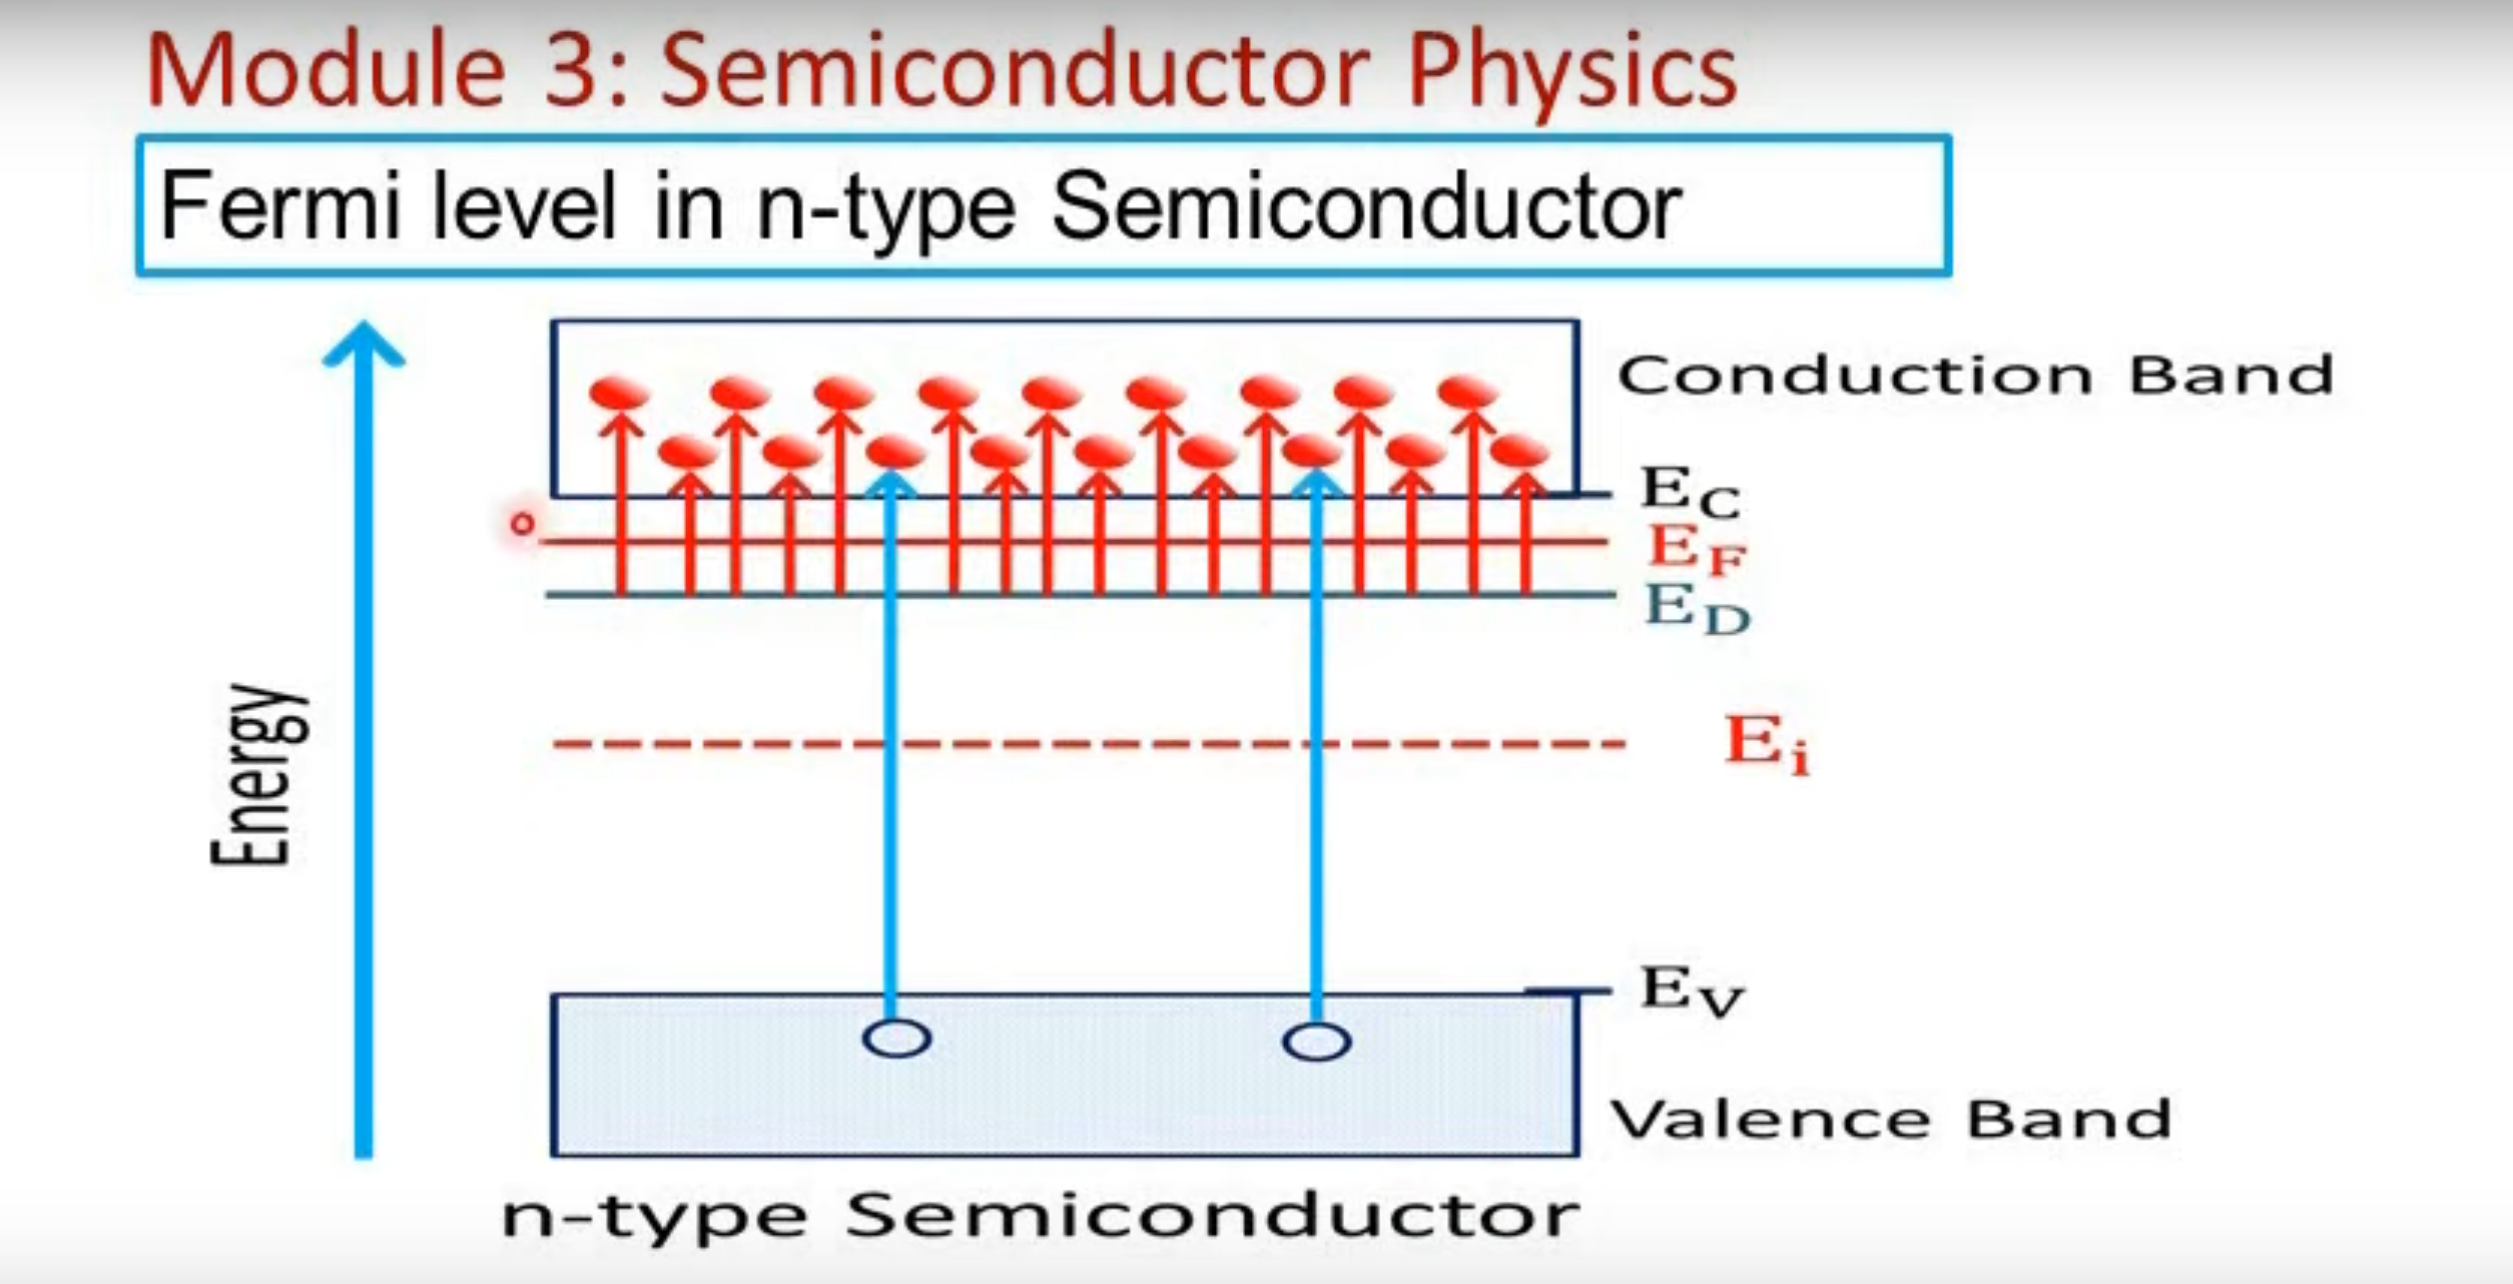 Module 3: Semiconductor Physics
Fermi level in n-type Semiconductor
Conduction Band
E_C
E_F
E_D
Energy
E_i
E_V
Valence Band
n-type Semiconductor